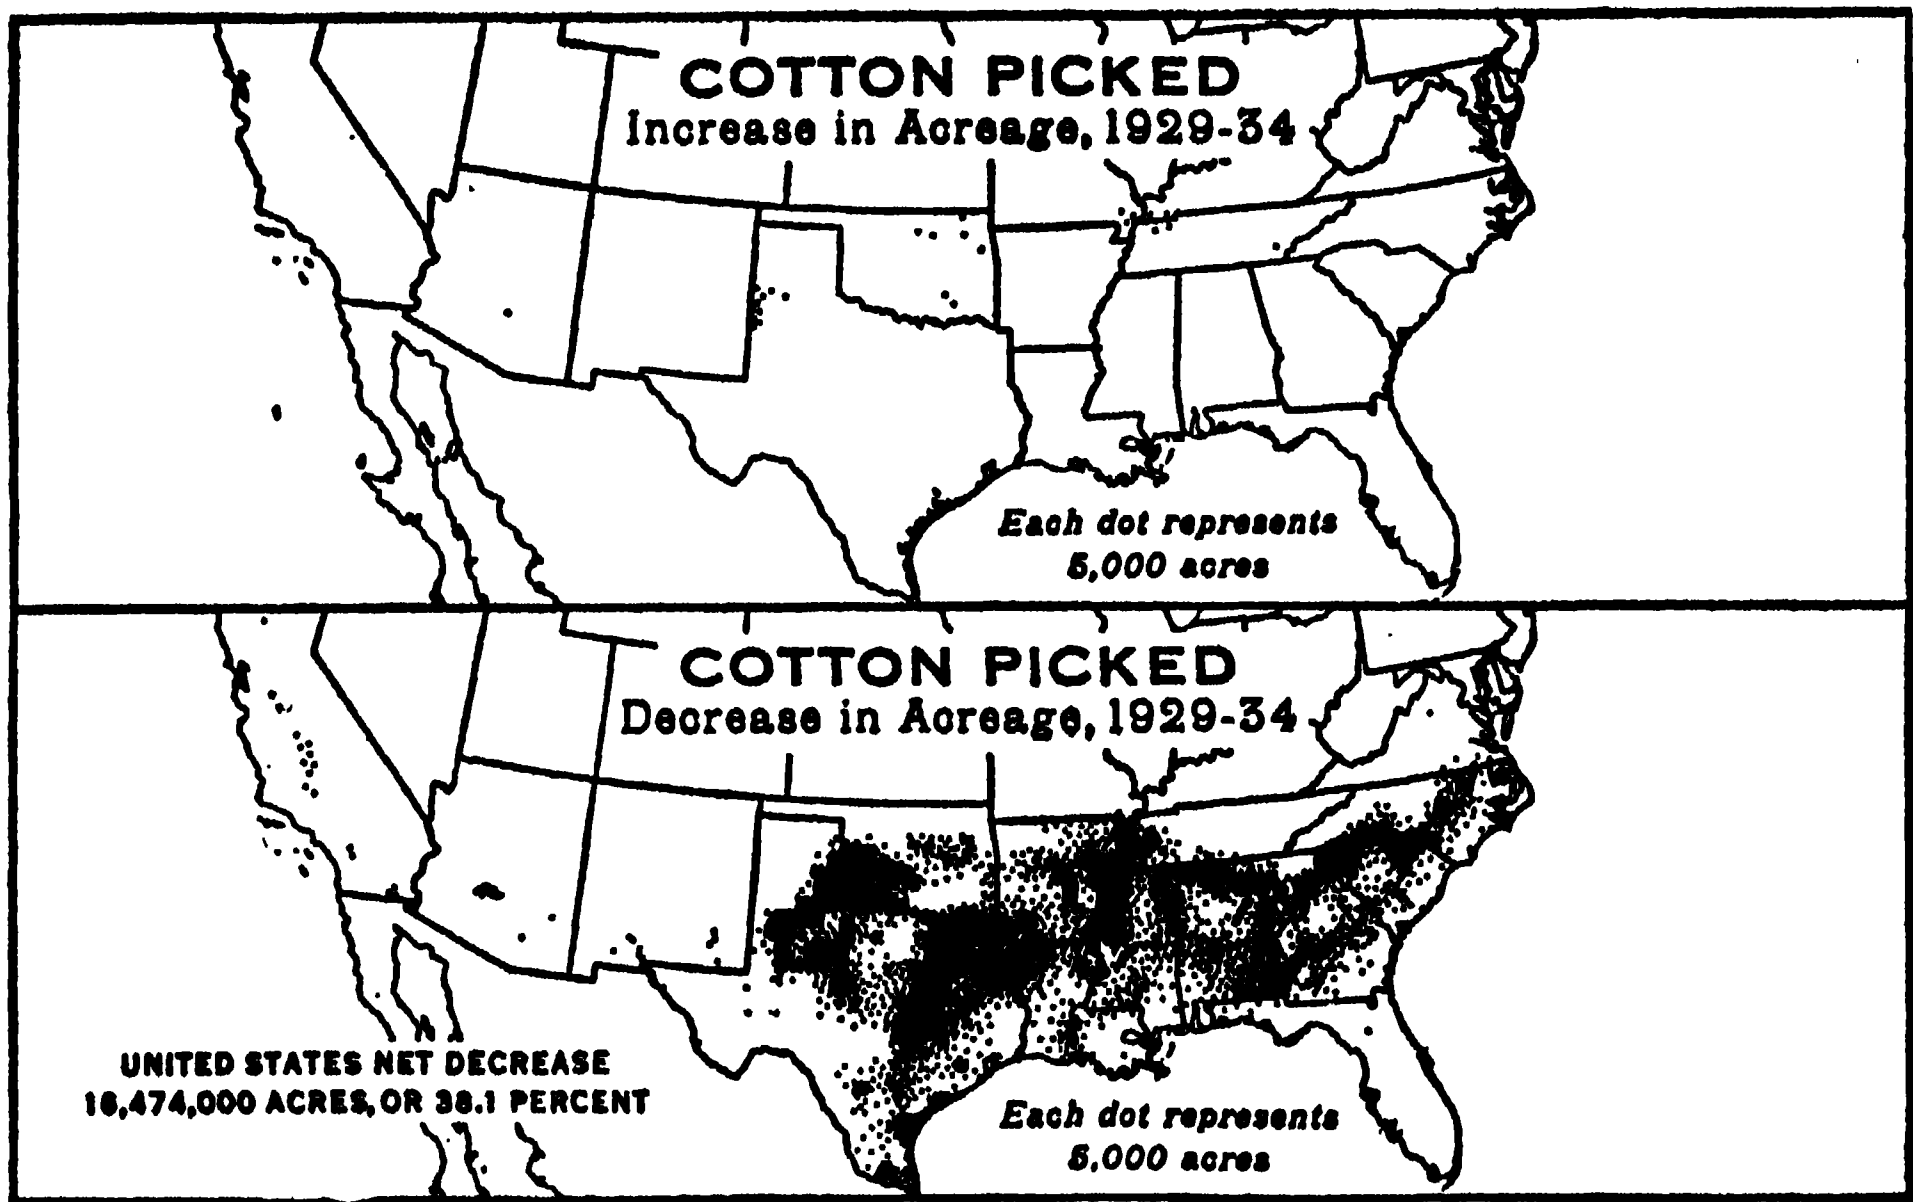 COTTON PICKED
Increase in Acreage, 1929-34
Each dot represents
5,000 acres
COTTON PICKED
Decrease in Acreage, 1929-34
UNITED STATES NET DECREASE
16,474,000 ACRES, OR 38.1 PERCENT
Each dot represents
5,000 acres